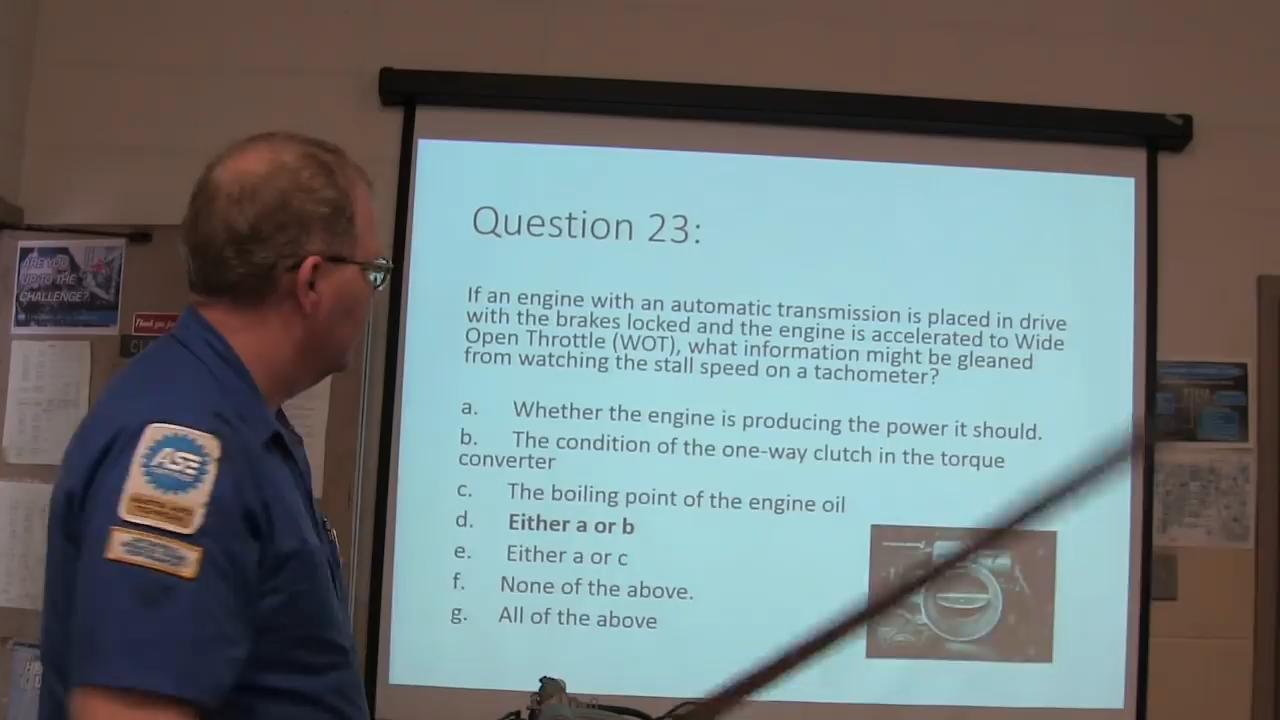 Question 23:
If an engine with an automatic transmission is placed in drive
with the brakes locked and the engine is accelerated to Wide
Open Throttle (WOT), what information might be gleaned
from watching the stall speed on a tachometer?
a. Whether the engine is producing the power it should.
b. The condition of the one-way clutch in the torque
converter
c. The boiling point of the engine oil
d. Either a or b
e. Either a or c
f. None of the above.
g. All of the above
ARE YOU
UP TO THE
CHALLENGE?
Thank you
ASE